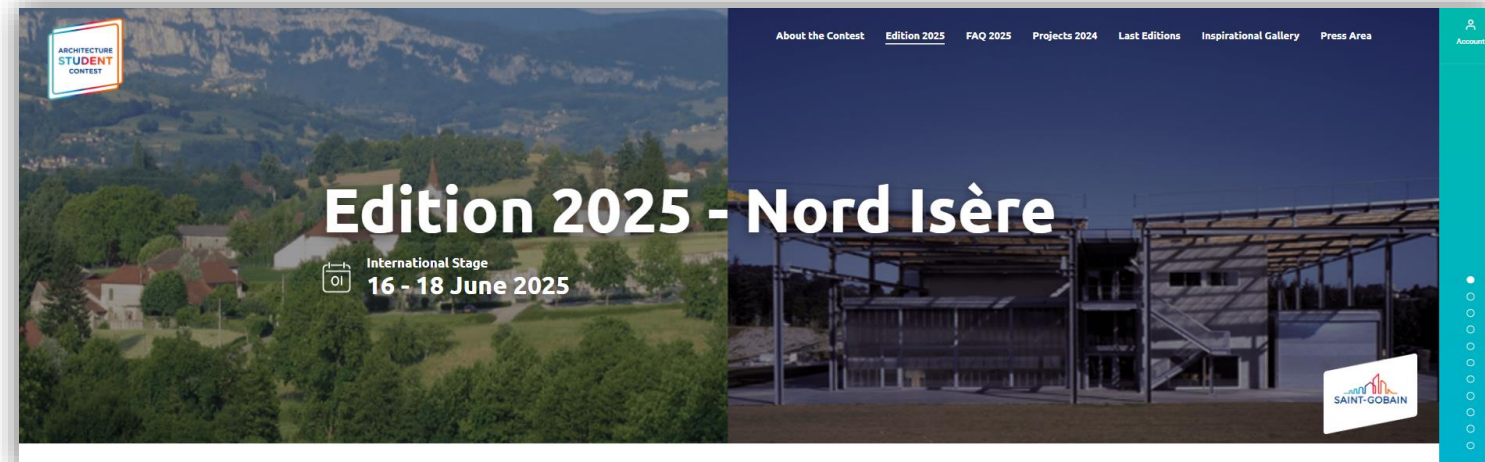 ARCHITECTURE
STUDENT
CONTEST
About the Contest Edition 2025 FAQ 2025 Projects 2024 Last Editions Inspirational Gallery Press Area
Account
Edition 2025 - Nord Isère
01
International Stage
16 - 18 June 2025
SAINT-GOBAIN